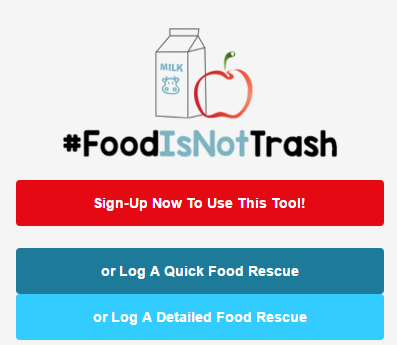 MILK
#FoodIsNotTrash
Sign-Up Now To Use This Tool!
or Log A Quick Food Rescue
or Log A Detailed Food Rescue